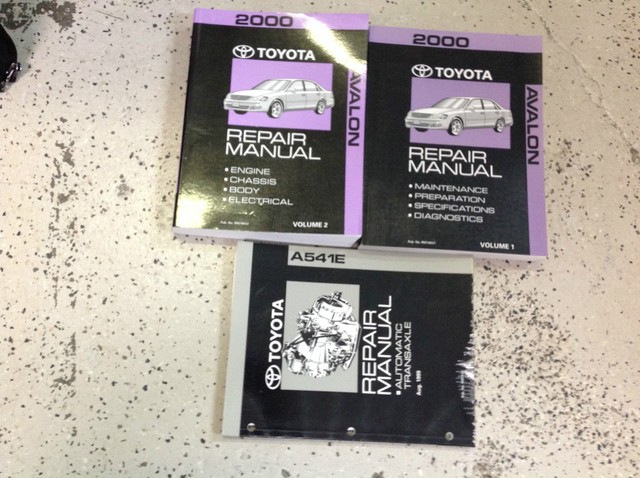 2000
TOYOTA
AVALON
REPAIR
MANUAL
ENGINE
CHASSIS
BODY
ELECTRICAL
VOLUME 2
2000
TOYOTA
AVALON
REPAIR
MANUAL
MAINTENANCE
PREPARATION
SPECIFICATIONS
DIAGNOSTICS
VOLUME 1
A541E
TOYOTA
REPAIR
MANUAL
AUTOMATIC
TRANSAXLE